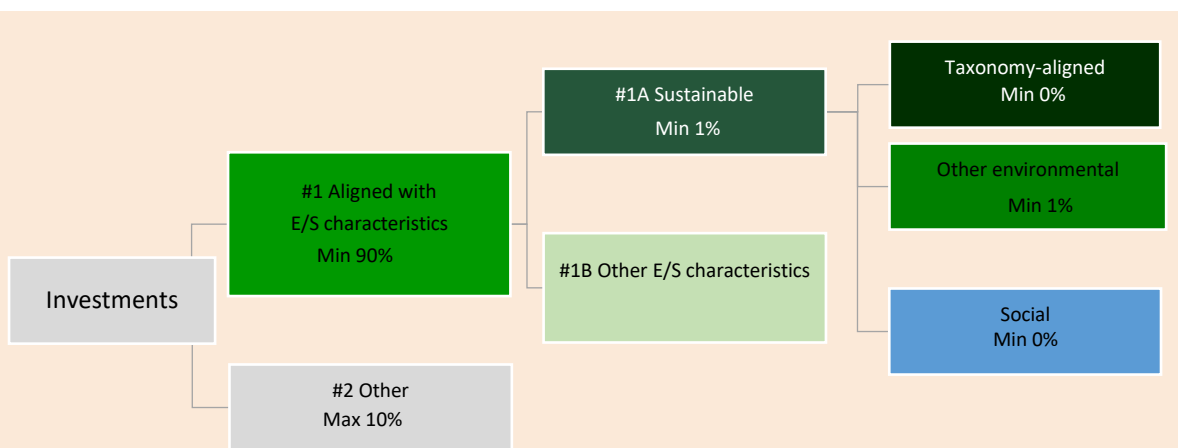 Investments
#1 Aligned with
E/S characteristics
Min 90%
#2 Other
Max 10%
#1A Sustainable
Min 1%
#1B Other E/S characteristics
Taxonomy-aligned
Min 0%
Other environmental
Min 1%
Social
Min 0%